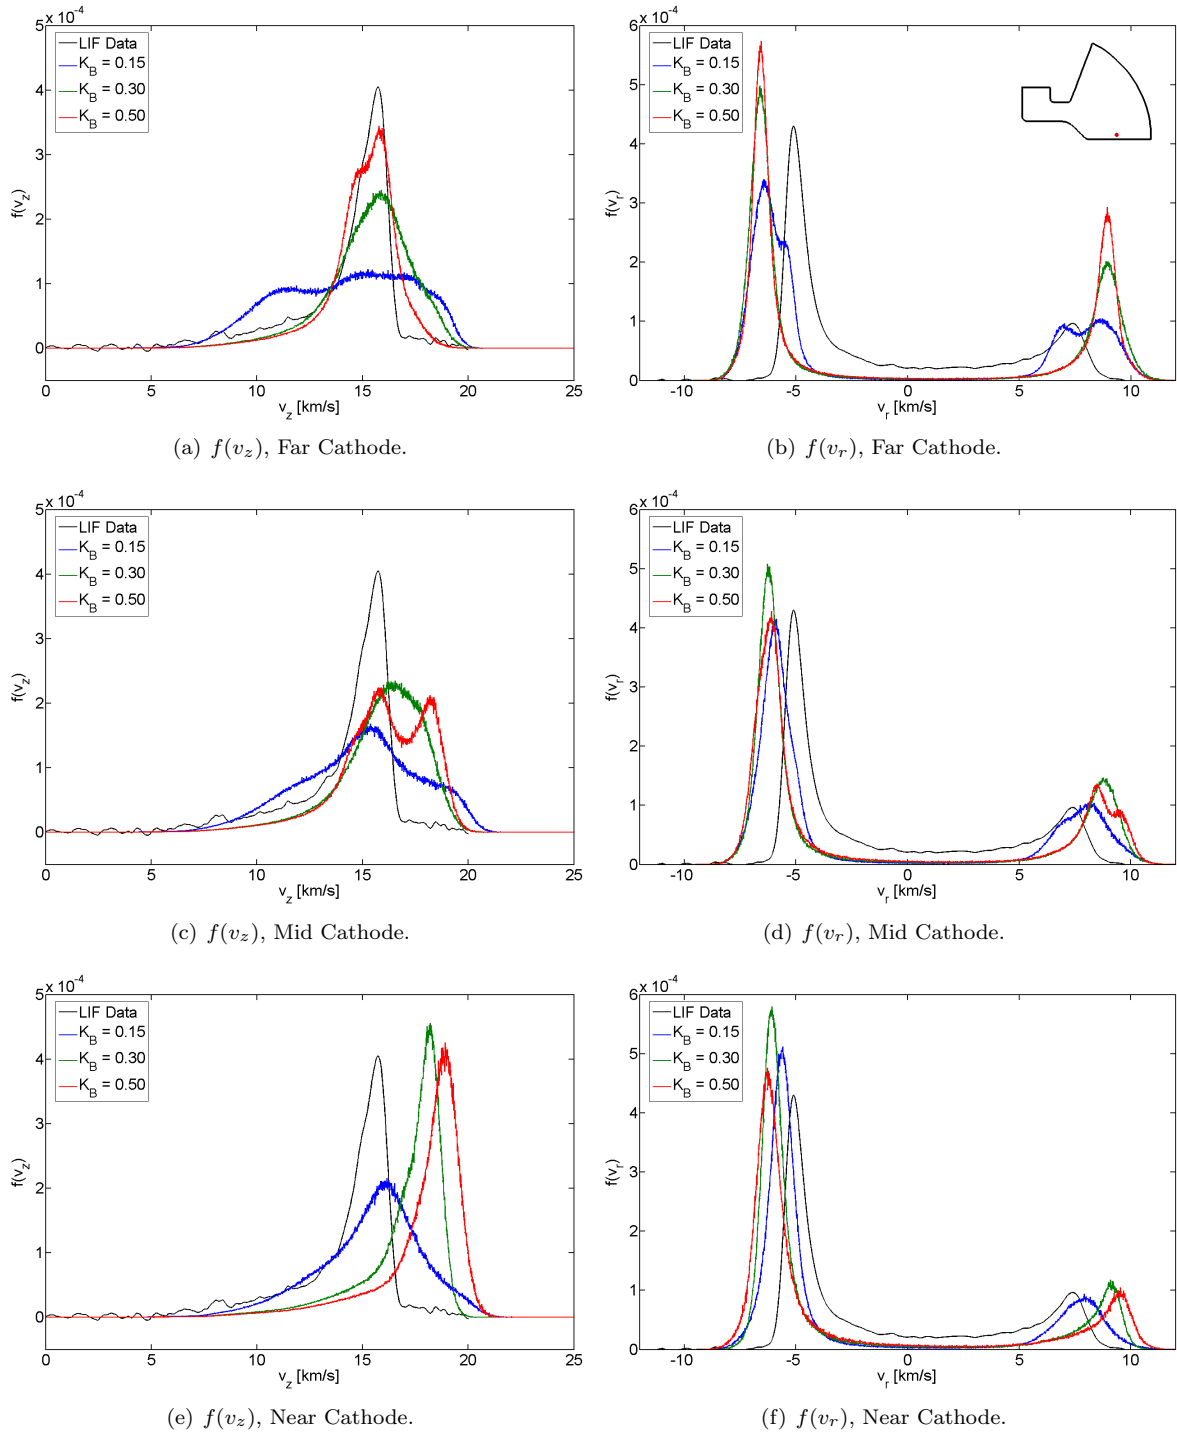 x 10^-4
5
4
3
2
1
0
f(v_z)
LIF Data
K_B = 0.15
K_B = 0.30
K_B = 0.50
0 5 10 15 20 25
v_z [km/s]
(a) f(v_z), Far Cathode.
x 10^-4
6
5
4
3
2
1
0
f(v_r)
LIF Data
K_B = 0.15
K_B = 0.30
K_B = 0.50
-10 -5 0 5 10
v_r [km/s]
(b) f(v_r), Far Cathode.
x 10^-4
5
4
3
2
1
0
f(v_z)
LIF Data
K_B = 0.15
K_B = 0.30
K_B = 0.50
0 5 10 15 20 25
v_z [km/s]
(c) f(v_z), Mid Cathode.
x 10^-4
6
5
4
3
2
1
0
f(v_r)
LIF Data
K_B = 0.15
K_B = 0.30
K_B = 0.50
-10 -5 0 5 10
v_r [km/s]
(d) f(v_r), Mid Cathode.
x 10^-4
5
4
3
2
1
0
f(v_z)
LIF Data
K_B = 0.15
K_B = 0.30
K_B = 0.50
0 5 10 15 20 25
v_z [km/s]
(e) f(v_z), Near Cathode.
x 10^-4
6
5
4
3
2
1
0
f(v_r)
LIF Data
K_B = 0.15
K_B = 0.30
K_B = 0.50
-10 -5 0 5 10
v_r [km/s]
(f) f(v_r), Near Cathode.